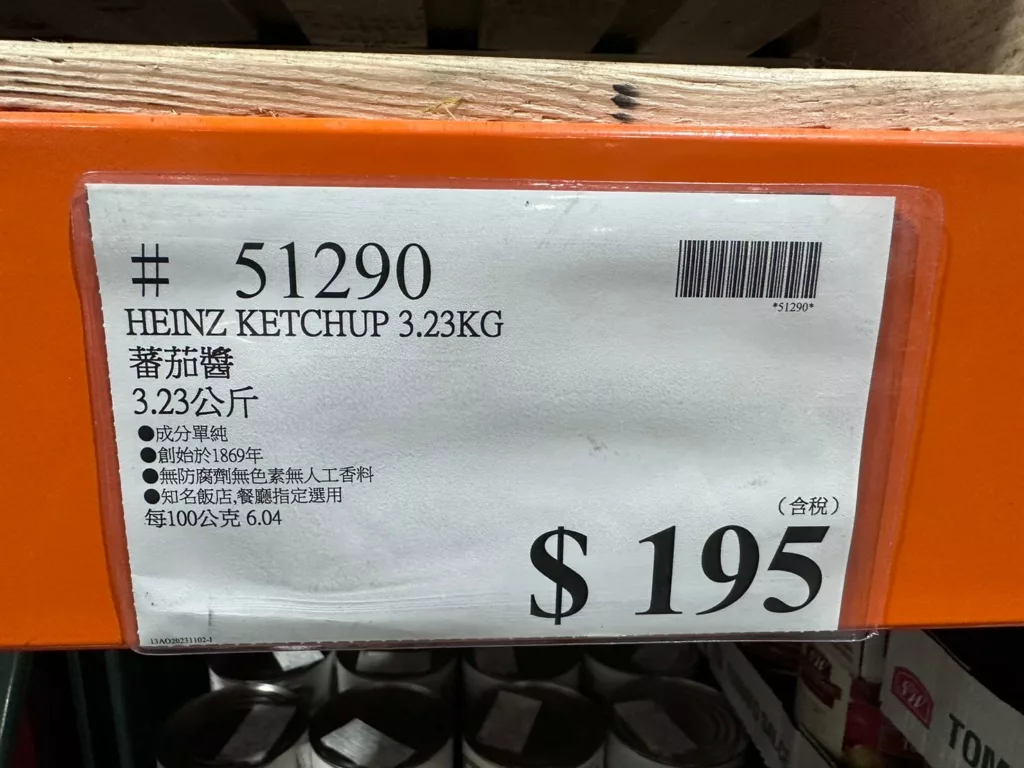 # 51290
*51290*
HEINZ KETCHUP 3.23KG
蕃茄醬
3.23公斤
●成分單純
●創始於1869年
●無防腐劑無色素無人工香料
●知名飯店,餐廳指定選用
每100公克 6.04
(含稅)
$ 195
13AO20231102-1
S&W
TOM